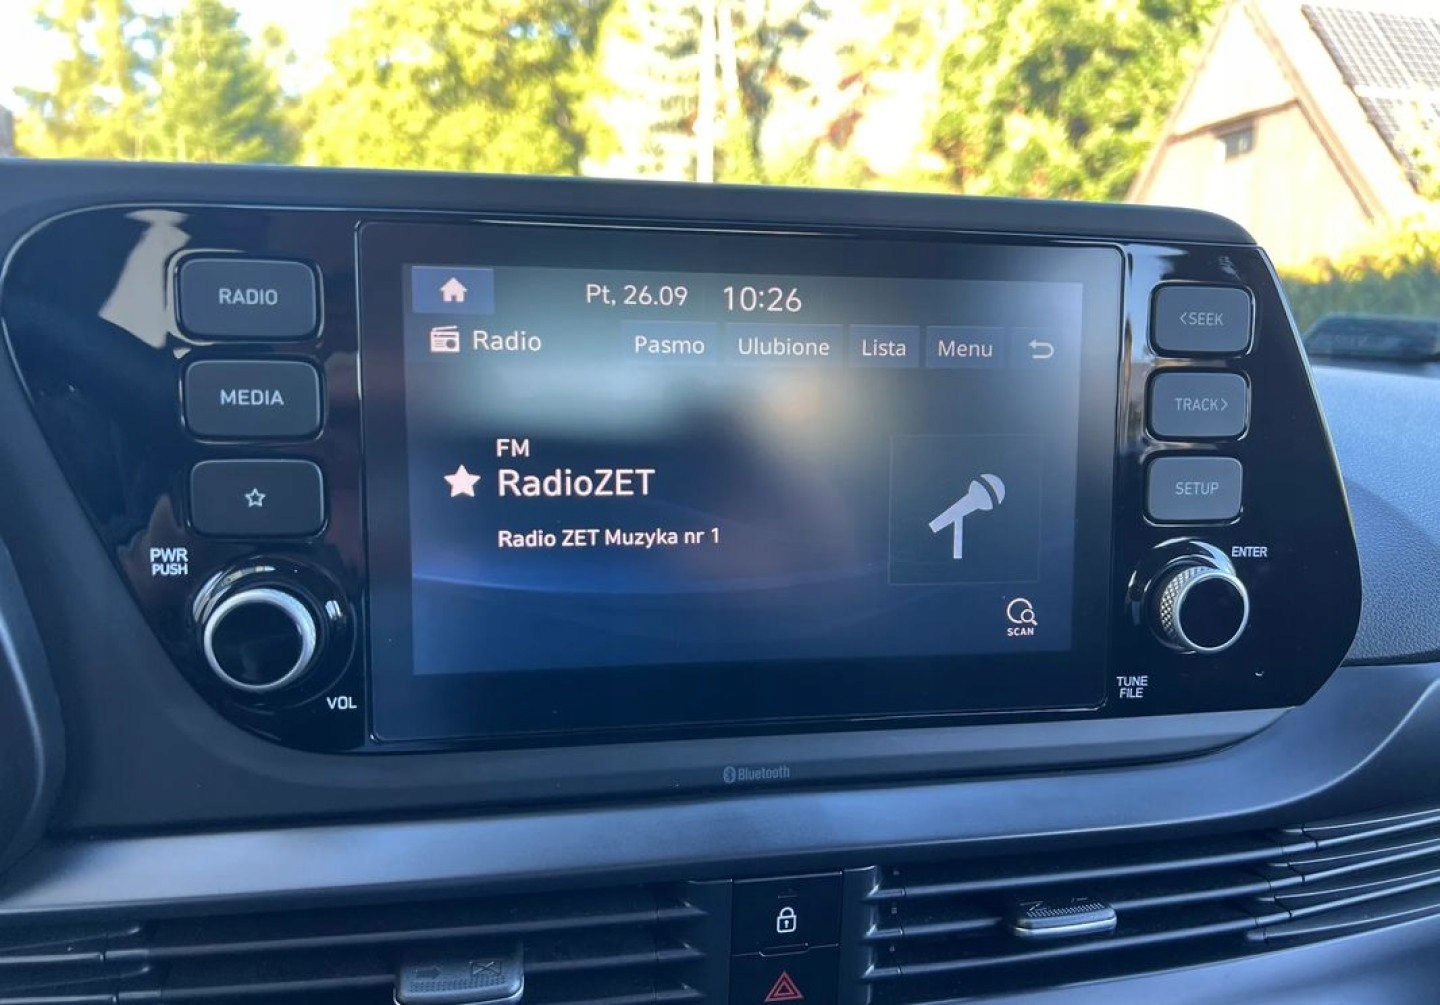 RADIO
MEDIA
PWR
PUSH
VOL
Pt, 26.09 10:26
Radio Pasmo Ulubione Lista Menu
FM
RadioZET
Radio ZET Muzyka nr 1
SCAN
<SEEK
TRACK>
SETUP
ENTER
TUNE
FILE
Bluetooth